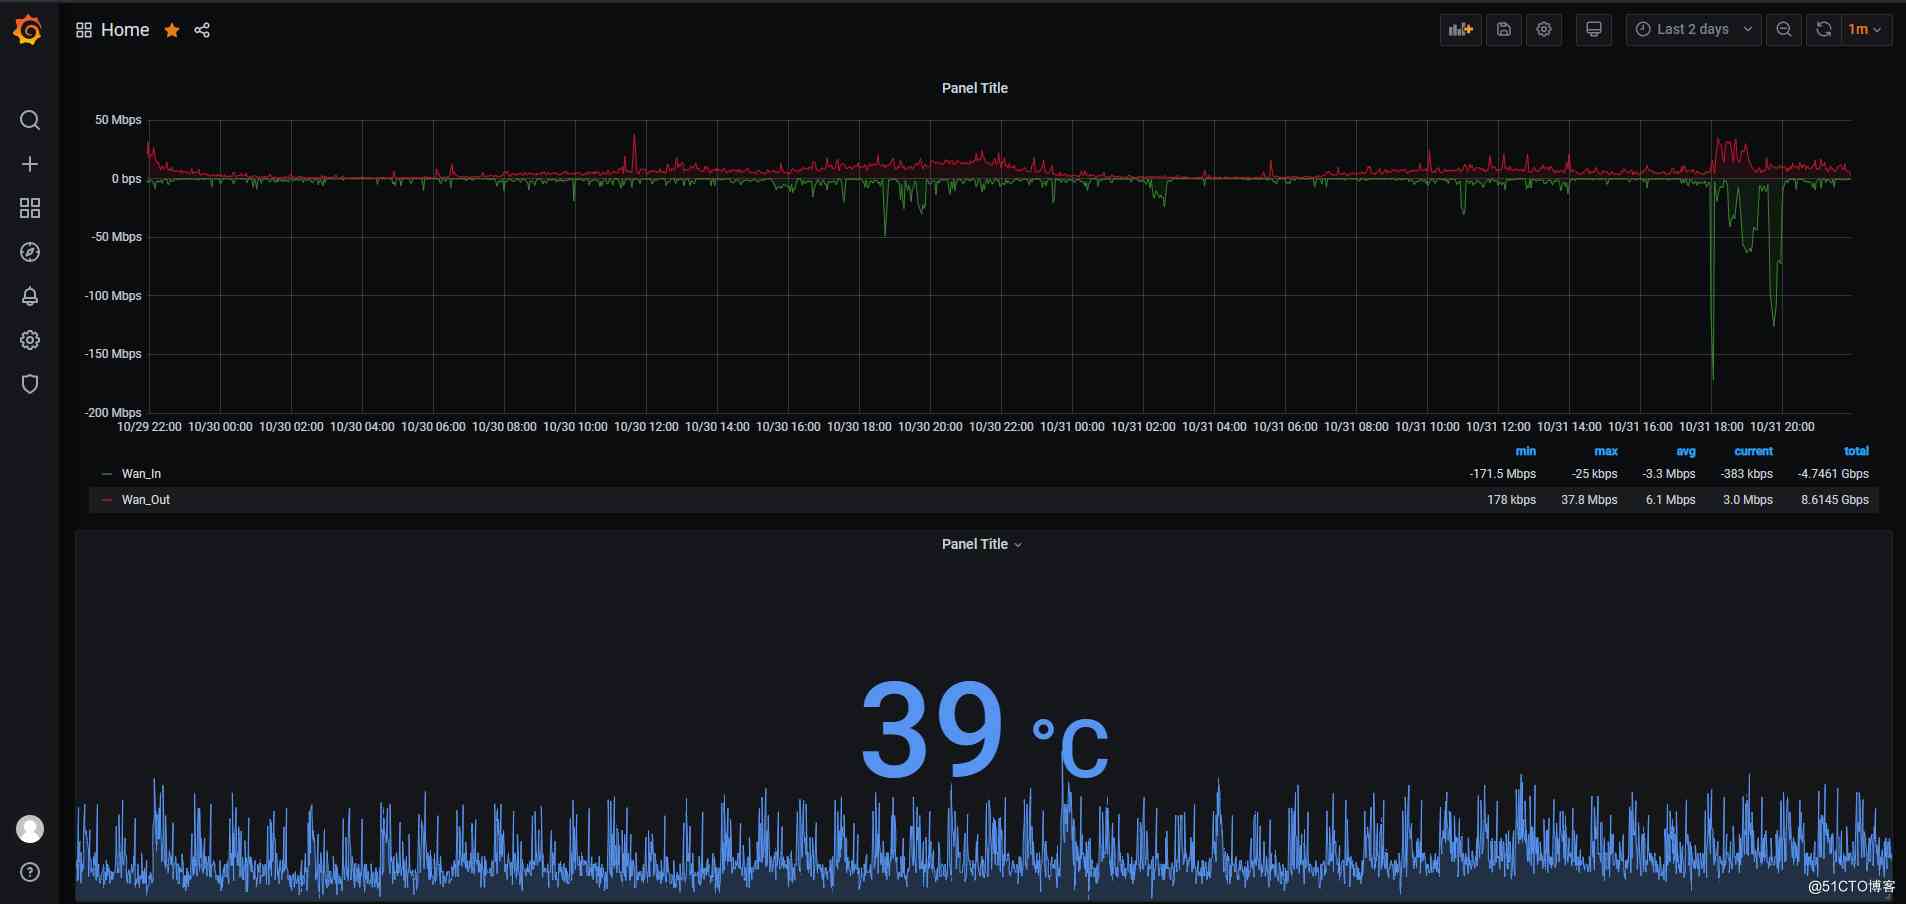 Home
Last 2 days
1m
Panel Title
50 Mbps
0 bps
-50 Mbps
-100 Mbps
-150 Mbps
-200 Mbps
10/29 22:00 10/30 00:00 10/30 02:00 10/30 04:00 10/30 06:00 10/30 08:00 10/30 10:00 10/30 12:00 10/30 14:00 10/30 16:00 10/30 18:00 10/30 20:00 10/30 22:00 10/31 00:00 10/31 02:00 10/31 04:00 10/31 06:00 10/31 08:00 10/31 10:00 10/31 12:00 10/31 14:00 10/31 16:00 10/31 18:00 10/31 20:00
min max avg current total
Wan_In -171.5 Mbps -25 kbps -3.3 Mbps -383 kbps -4.7461 Gbps
Wan_Out 178 kbps 37.8 Mbps 6.1 Mbps 3.0 Mbps 8.6145 Gbps
Panel Title
39 °C
@51CTO博客